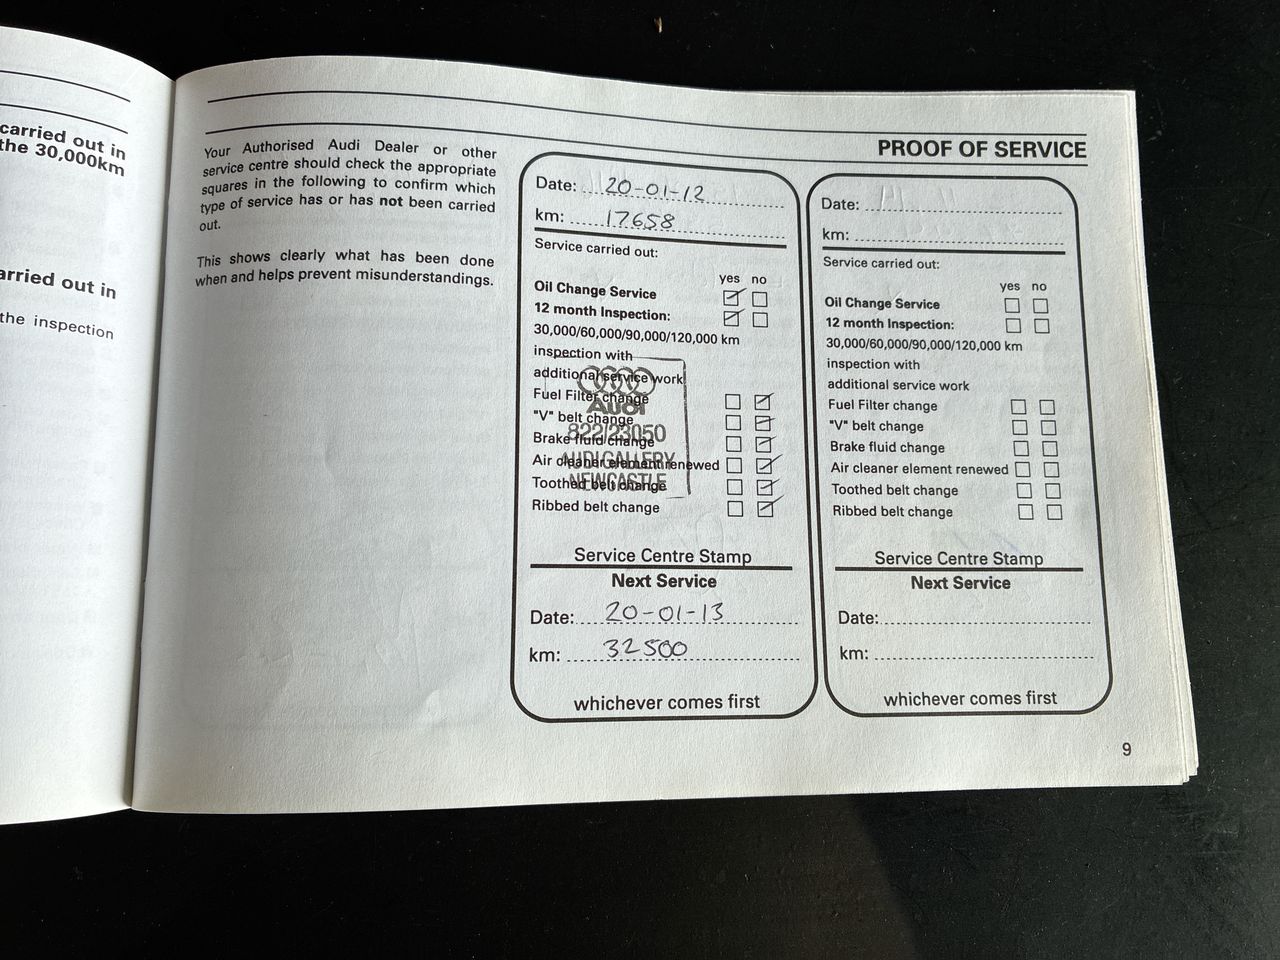 carried out in
the 30,000km
arried out in
the inspection
Your Authorised Audi Dealer or other
service centre should check the appropriate
squares in the following to confirm which
type of service has or has not been carried
out.
This shows clearly what has been done
when and helps prevent misunderstandings.
PROOF OF SERVICE
Date: 20-01-12
km: 17658
Service carried out:
yes no
Oil Change Service
12 month Inspection:
30,000/60,000/90,000/120,000 km
inspection with
additional service work
Fuel Filter change
"V" belt change
Brake fluid change
Air cleaner element renewed
Toothed belt change
Ribbed belt change
Audi
822/23050
AUDI GALLERY
NEWCASTLE
Service Centre Stamp
Next Service
Date: 20-01-13
km: 32500
whichever comes first
Date:
km:
Service carried out:
yes no
Oil Change Service
12 month Inspection:
30,000/60,000/90,000/120,000 km
inspection with
additional service work
Fuel Filter change
"V" belt change
Brake fluid change
Air cleaner element renewed
Toothed belt change
Ribbed belt change
Service Centre Stamp
Next Service
Date:
km:
whichever comes first
9